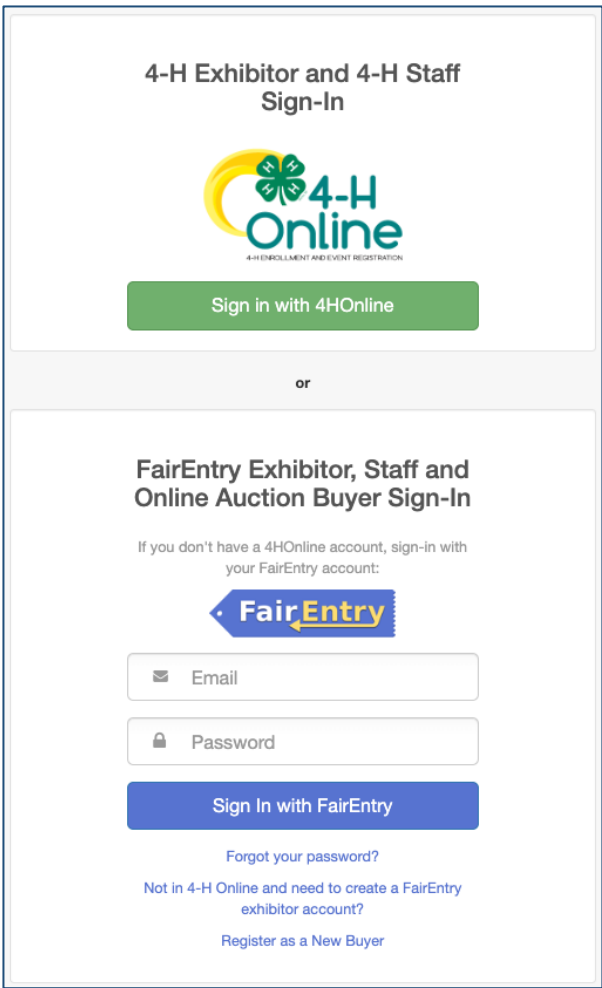 4-H Exhibitor and 4-H Staff
Sign-In
H H
H H
4-H
Online
4-H ENROLLMENT AND EVENT REGISTRATION
Sign in with 4HOnline
or
FairEntry Exhibitor, Staff and
Online Auction Buyer Sign-In
If you don't have a 4HOnline account, sign-in with
your FairEntry account:
FairEntry
Email
Password
Sign In with FairEntry
Forgot your password?
Not in 4-H Online and need to create a FairEntry
exhibitor account?
Register as a New Buyer